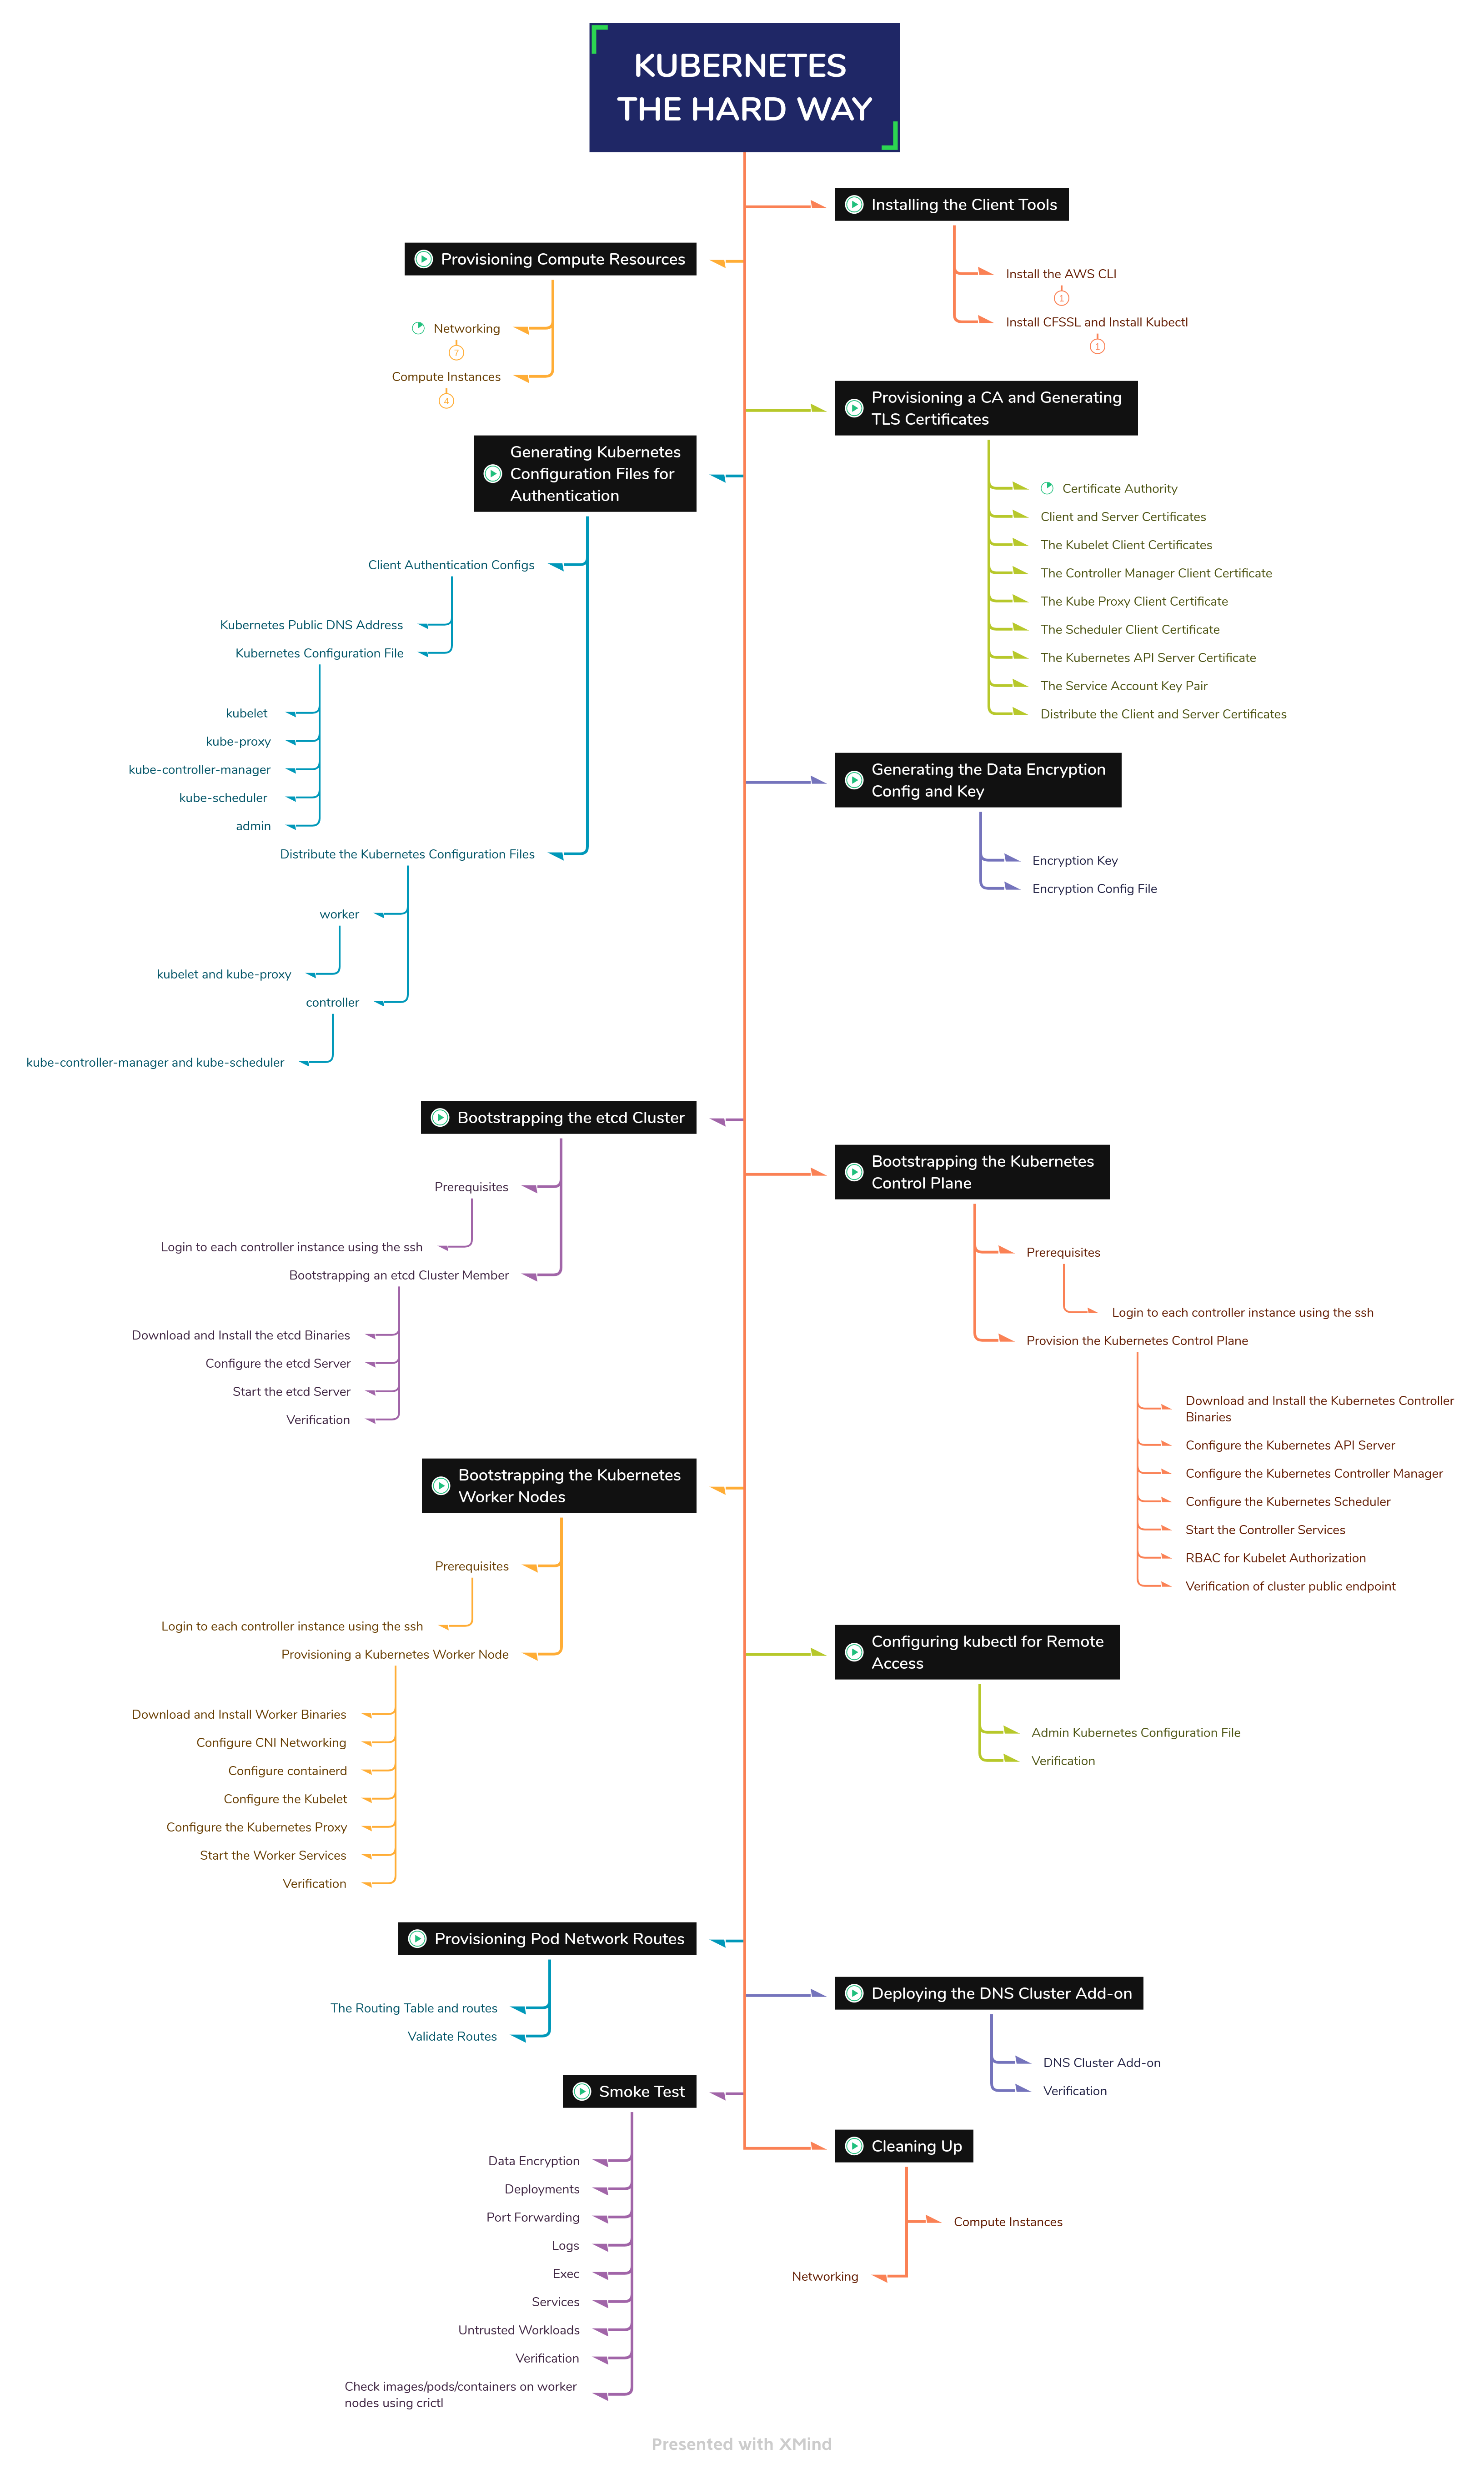 KUBERNETES
THE HARD WAY
Installing the Client Tools
Install the AWS CLI
1
Install CFSSL and Install Kubectl
1
Provisioning Compute Resources
Networking
7
Compute Instances
4
Provisioning a CA and Generating
TLS Certificates
Certificate Authority
Client and Server Certificates
The Kubelet Client Certificates
The Controller Manager Client Certificate
The Kube Proxy Client Certificate
The Scheduler Client Certificate
The Kubernetes API Server Certificate
The Service Account Key Pair
Distribute the Client and Server Certificates
Generating Kubernetes
Configuration Files for
Authentication
Client Authentication Configs
Kubernetes Public DNS Address
Kubernetes Configuration File
kubelet
kube-proxy
kube-controller-manager
kube-scheduler
admin
Distribute the Kubernetes Configuration Files
worker
kubelet and kube-proxy
controller
kube-controller-manager and kube-scheduler
Generating the Data Encryption
Config and Key
Encryption Key
Encryption Config File
Bootstrapping the etcd Cluster
Prerequisites
Login to each controller instance using the ssh
Bootstrapping an etcd Cluster Member
Download and Install the etcd Binaries
Configure the etcd Server
Start the etcd Server
Verification
Bootstrapping the Kubernetes
Control Plane
Prerequisites
Login to each controller instance using the ssh
Provision the Kubernetes Control Plane
Download and Install the Kubernetes Controller
Binaries
Configure the Kubernetes API Server
Configure the Kubernetes Controller Manager
Configure the Kubernetes Scheduler
Start the Controller Services
RBAC for Kubelet Authorization
Verification of cluster public endpoint
Bootstrapping the Kubernetes
Worker Nodes
Prerequisites
Login to each controller instance using the ssh
Provisioning a Kubernetes Worker Node
Download and Install Worker Binaries
Configure CNI Networking
Configure containerd
Configure the Kubelet
Configure the Kubernetes Proxy
Start the Worker Services
Verification
Configuring kubectl for Remote
Access
Admin Kubernetes Configuration File
Verification
Provisioning Pod Network Routes
The Routing Table and routes
Validate Routes
Deploying the DNS Cluster Add-on
DNS Cluster Add-on
Verification
Smoke Test
Data Encryption
Deployments
Port Forwarding
Logs
Exec
Services
Untrusted Workloads
Verification
Check images/pods/containers on worker
nodes using crictl
Cleaning Up
Compute Instances
Networking
Presented with XMind